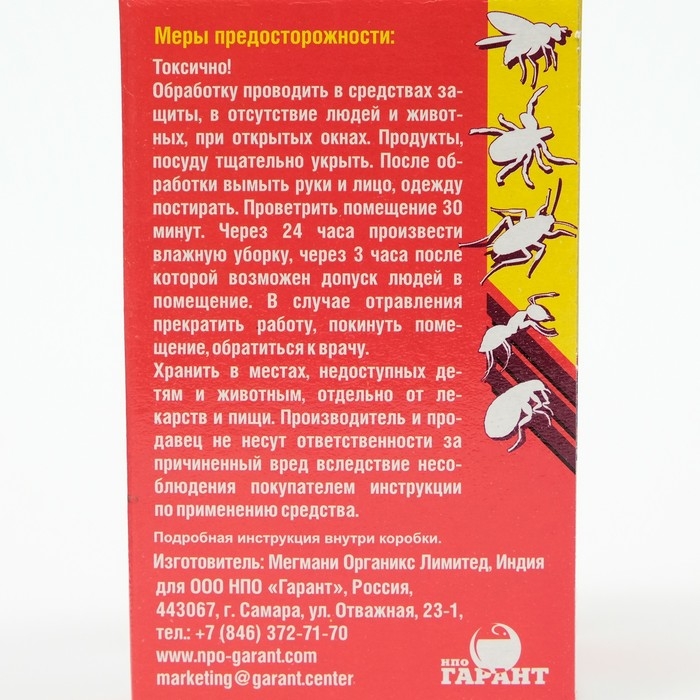 Меры предосторожности:
Токсично!
Обработку проводить в средствах за-
щиты, в отсутствие людей и живот-
ных, при открытых окнах. Продукты,
посуду тщательно укрыть. После об-
работки вымыть руки и лицо, одежду
постирать. Проветрить помещение 30
минут. Через 24 часа произвести
влажную уборку, через 3 часа после
которой возможен допуск людей в
помещение. В случае отравления
прекратить работу, покинуть поме-
щение, обратиться к врачу.
Хранить в местах, недоступных де-
тям и животным, отдельно от ле-
карств и пищи. Производитель и про-
давец не несут ответственности за
причиненный вред вследствие несо-
блюдения покупателем инструкции
по применению средства.
Подробная инструкция внутри коробки.
Изготовитель: Мегмани Органикс Лимитед, Индия
для ООО НПО «Гарант», Россия,
443067, г. Самара, ул. Отважная, 23-1,
тел.: +7 (846) 372-71-70
www.npo-garant.com
marketing@garant.center
НПО
ГАРАНТ